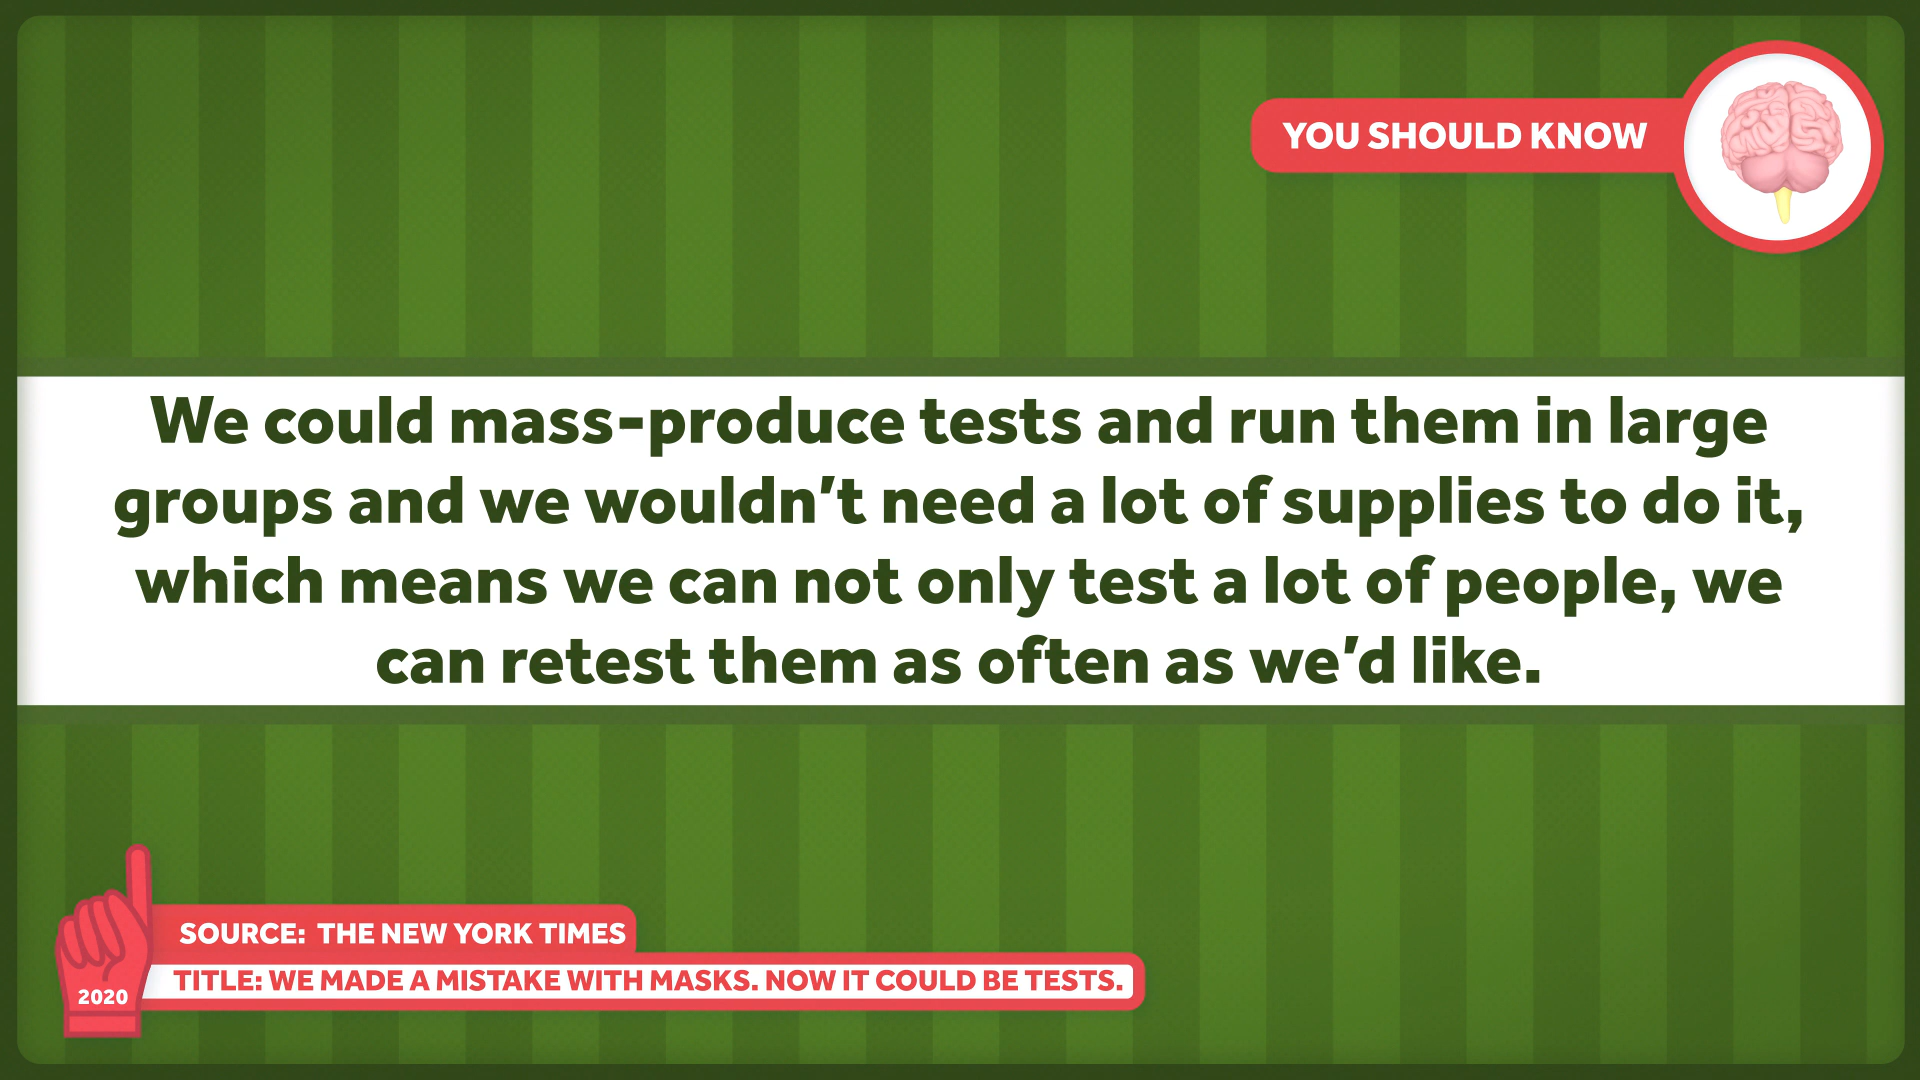 YOU SHOULD KNOW
We could mass-produce tests and run them in large
groups and we wouldn't need a lot of supplies to do it,
which means we can not only test a lot of people, we
can retest them as often as we'd like.
SOURCE: THE NEW YORK TIMES
TITLE: WE MADE A MISTAKE WITH MASKS. NOW IT COULD BE TESTS.
2020